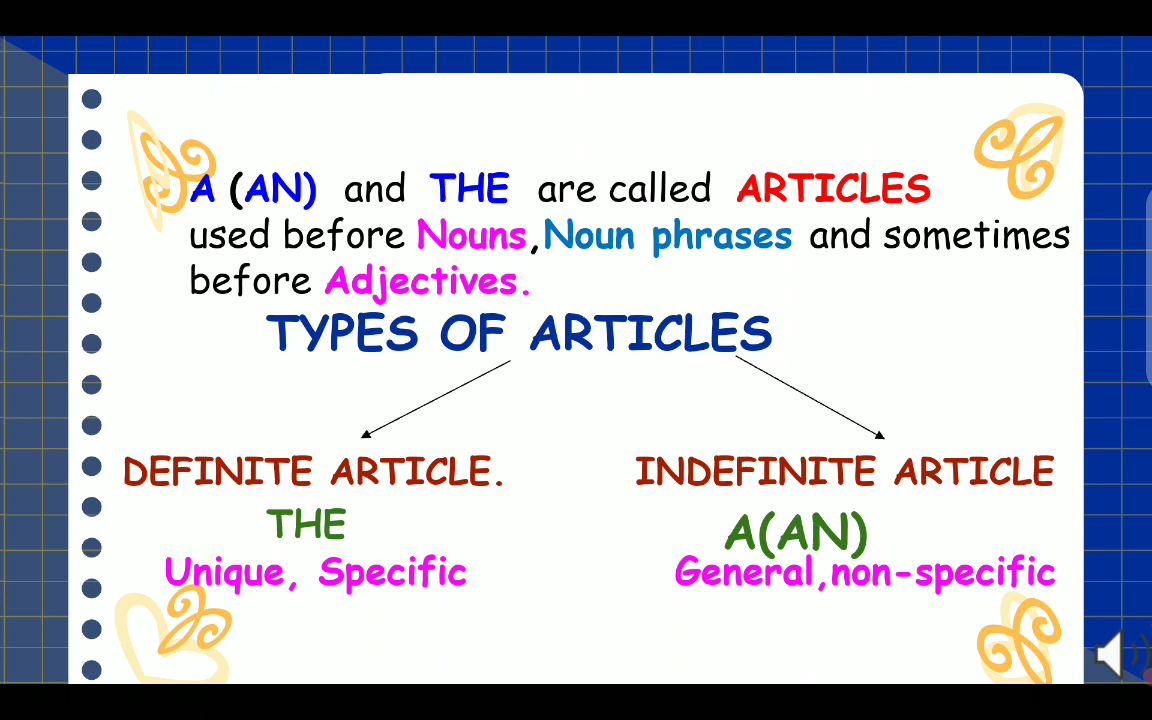 A (AN) and THE are called ARTICLES
used before Nouns,Noun phrases and sometimes
before Adjectives.
TYPES OF ARTICLES
DEFINITE ARTICLE.
INDEFINITE ARTICLE
THE
A(AN)
Unique, Specific
General,non-specific